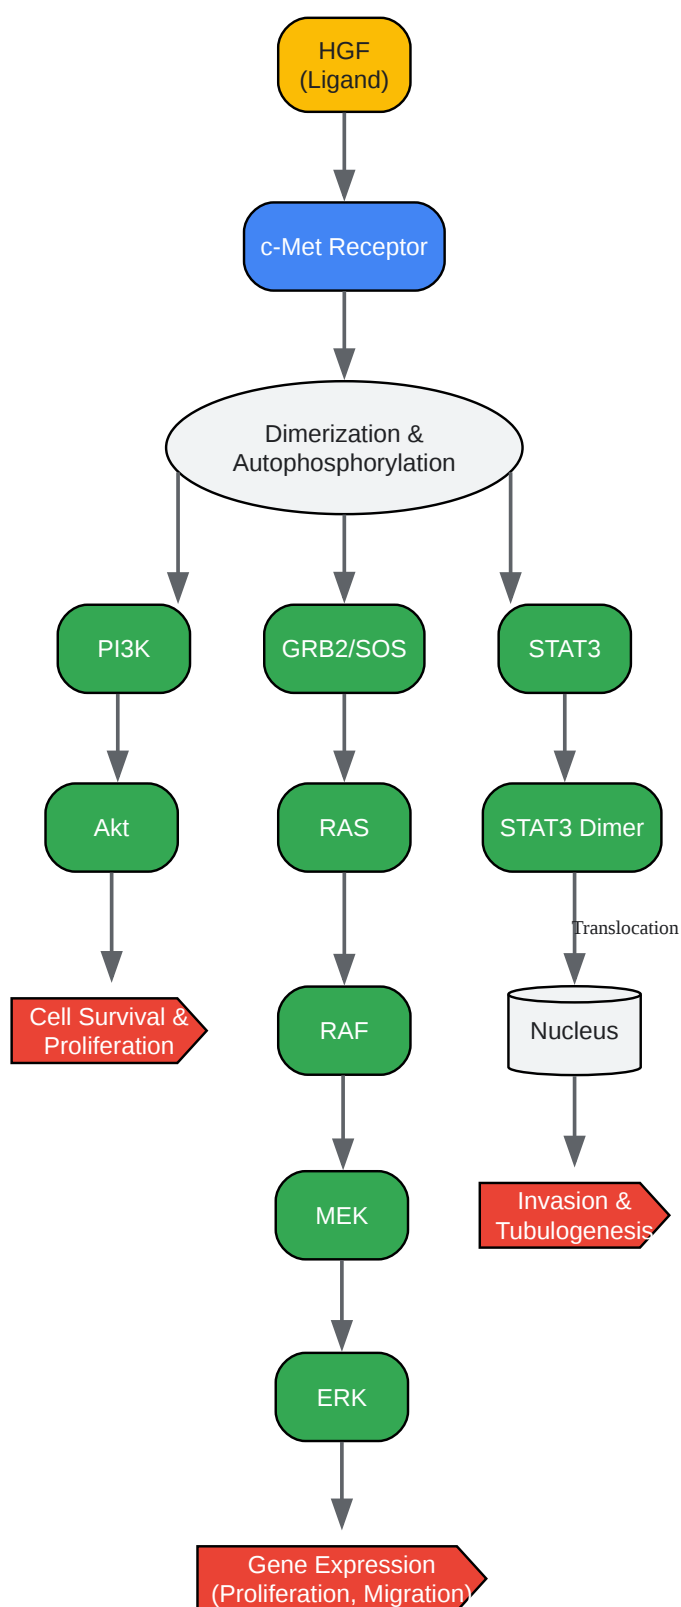 HGF
(Ligand)
c-Met Receptor
Dimerization &
Autophosphorylation
PI3K
GRB2/SOS
STAT3
Akt
RAS
STAT3 Dimer
Translocation
Cell Survival &
Proliferation
RAF
Nucleus
MEK
Invasion &
Tubulogenesis
ERK
Gene Expression
(Proliferation, Migration)